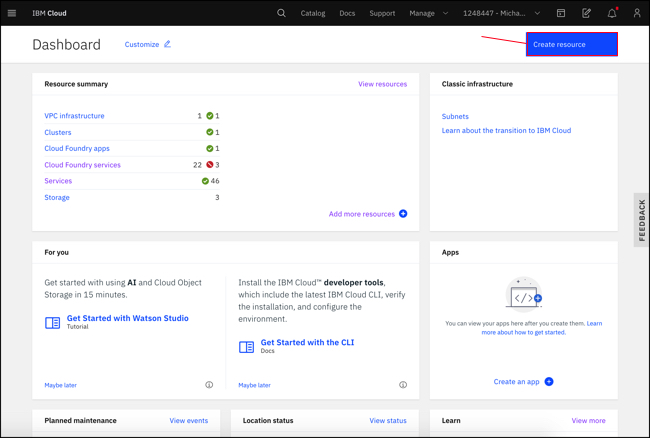 IBM Cloud Catalog Docs Support Manage 1248447 - Micha...
Dashboard Customize Create resource
Resource summary View resources
VPC infrastructure 1 1
Clusters 1
Cloud Foundry apps 1
Cloud Foundry services 22 3
Services 46
Storage 3
Add more resources
Classic infrastructure
Subnets
Learn about the transition to IBM Cloud
FEEDBACK
For you
Get started with using AI and Cloud Object
Storage in 15 minutes.
Get Started with Watson Studio
Tutorial
Maybe later
Install the IBM Cloud™ developer tools,
which include the latest IBM Cloud CLI, verify
the installation, and configure the
environment.
Get Started with the CLI
Docs
Maybe later
Apps
You can view your apps here after you create them. Learn
more about how to get started.
Create an app
Planned maintenance View events
Location status View status
Learn View more